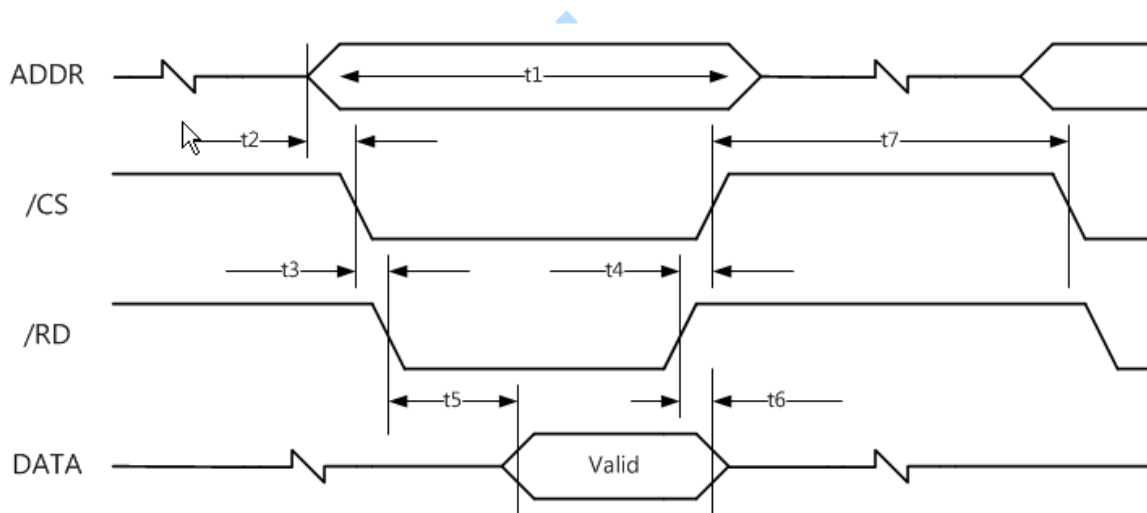 ADDR
t1
t2
t7
/CS
t3
t4
/RD
t5
t6
DATA
Valid